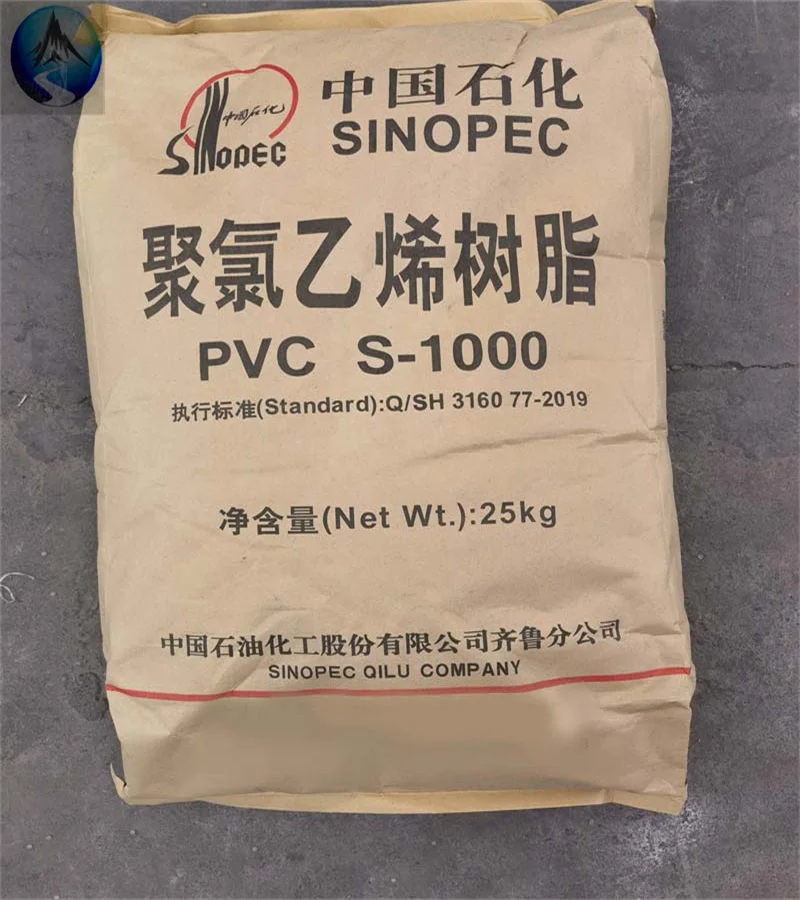 中国石化
SINOPEC
中国石化
SINOPEC
聚氯乙烯树脂
PVC S-1000
执行标准(Standard):Q/SH 3160 77-2019
净含量(Net Wt.):25kg
中国石油化工股份有限公司齐鲁分公司
SINOPEC QILU COMPANY